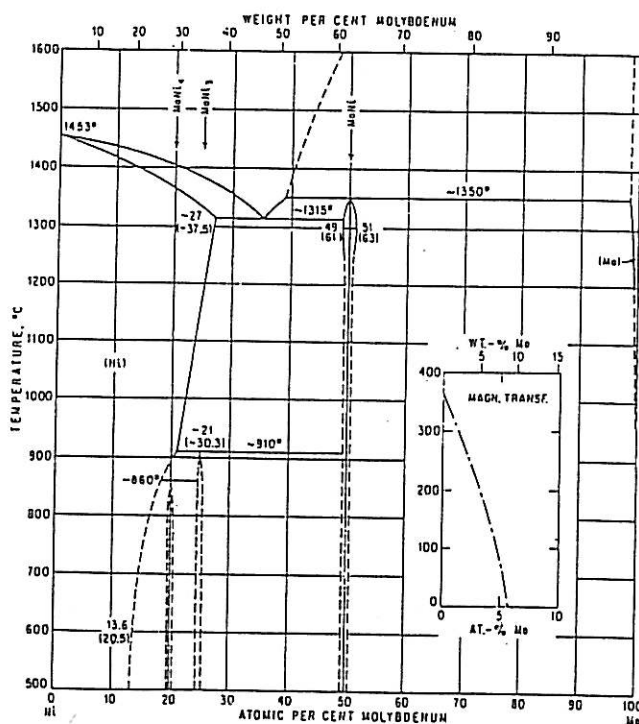 WEIGHT PER CENT MOLYBDENUM
10 20 30 40 50 60 70 80 90
1600
1500
1400
1300
1200
1100
1000
900
800
700
600
500
TEMPERATURE, °C
MoNi4
MoNi3
MoNi
1453°
~1350°
~1315°
~27
(~37.5)
49
(61)
51
(63)
(Mo)
(Ni)
~21
(~30.3)
~910°
~860°
13.6
(20.5)
WT.-% Mo
5 10 15
400
300
200
100
0
MAGN. TRANSF.
0 5 10
AT.-% Mo
0 10 20 30 40 50 60 70 80 90 100
Ni
ATOMIC PER CENT MOLYBDENUM
Mo